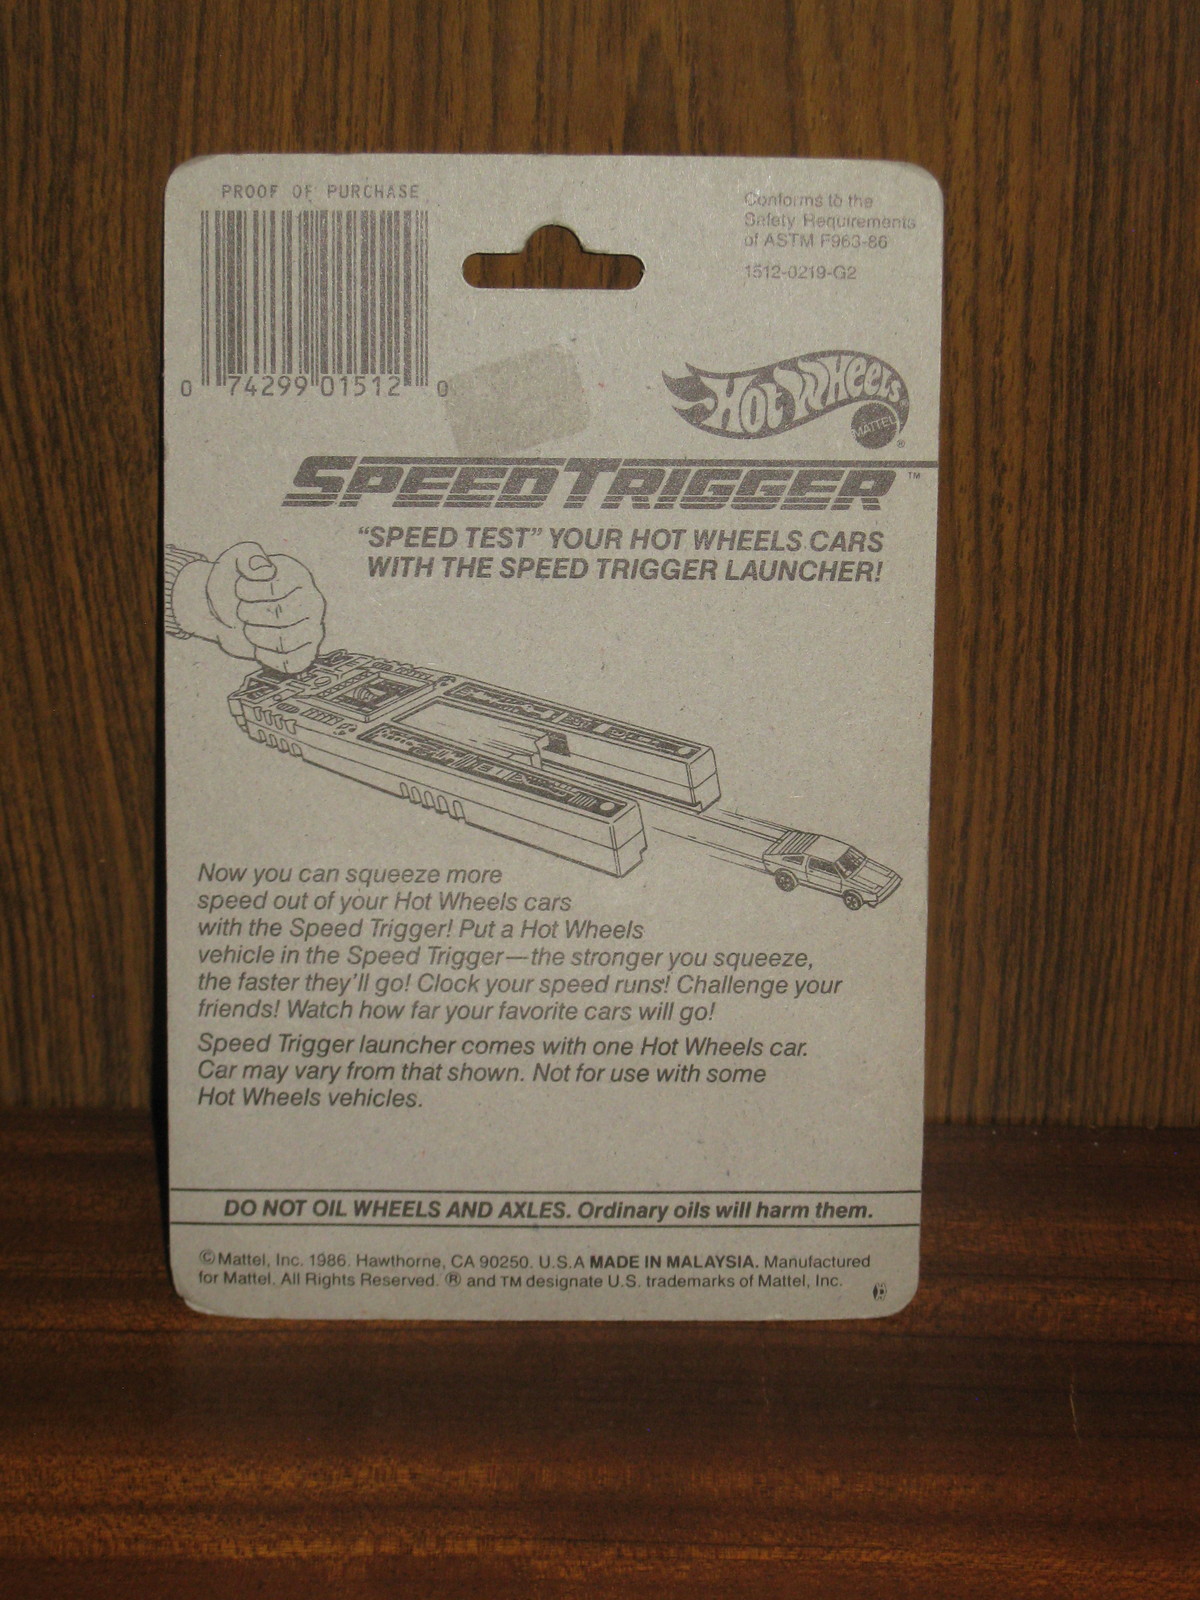 PROOF OF PURCHASE
0 74299 01512 0
Conforms to the
Safety Requirements
of ASTM F963-86
1512-0219-G2
Hot Wheels®
MATTEL
SPEED TRIGGER™
“SPEED TEST” YOUR HOT WHEELS CARS
WITH THE SPEED TRIGGER LAUNCHER!
Now you can squeeze more
speed out of your Hot Wheels cars
with the Speed Trigger! Put a Hot Wheels
vehicle in the Speed Trigger—the stronger you squeeze,
the faster they’ll go! Clock your speed runs! Challenge your
friends! Watch how far your favorite cars will go!
Speed Trigger launcher comes with one Hot Wheels car.
Car may vary from that shown. Not for use with some
Hot Wheels vehicles.
DO NOT OIL WHEELS AND AXLES. Ordinary oils will harm them.
©Mattel, Inc. 1986. Hawthorne, CA 90250. U.S.A MADE IN MALAYSIA. Manufactured
for Mattel. All Rights Reserved. ® and TM designate U.S. trademarks of Mattel, Inc.